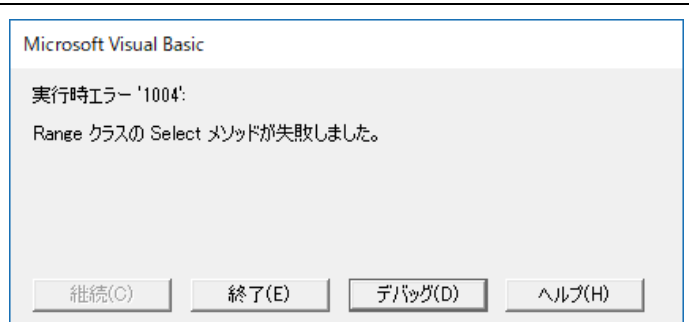 Microsoft Visual Basic
実行時エラー '1004':
Range クラスの Select メソッドが失敗しました。
継続(C)
終了(E)
デバッグ(D)
ヘルプ(H)